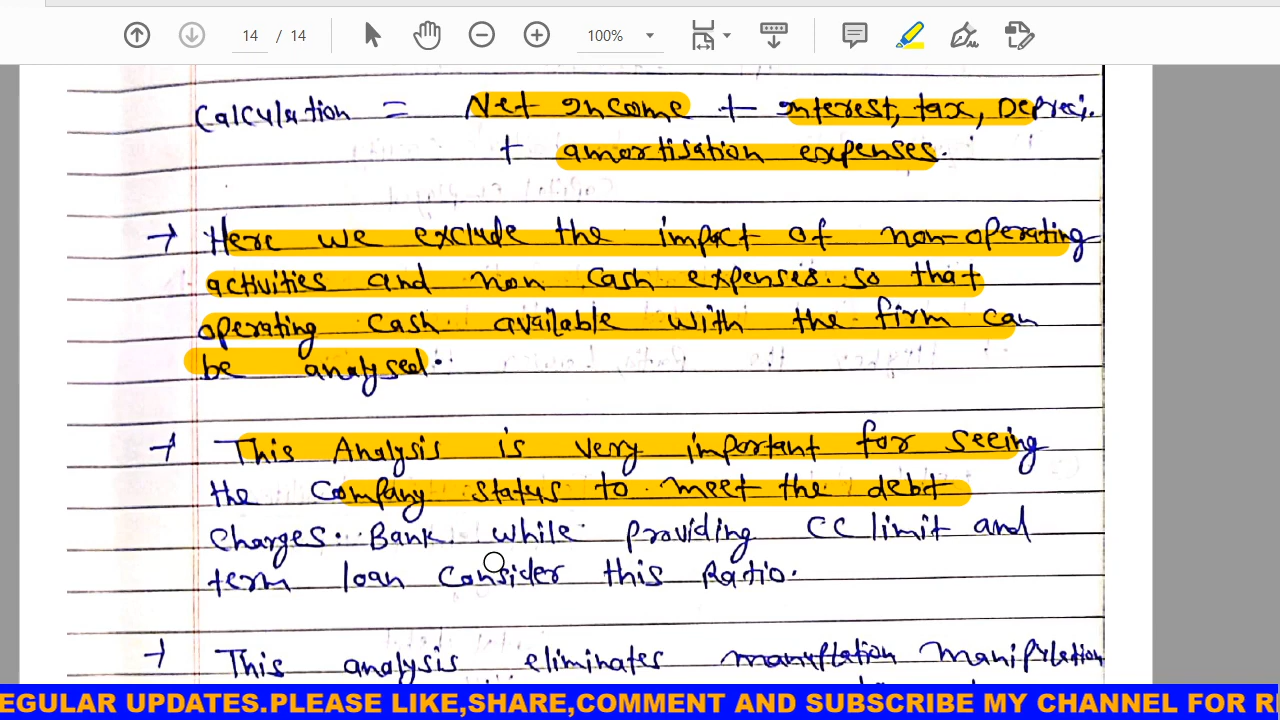 14 / 14
100%
Calculation = Net income + interest, tax, Depreci.
+ amortisation expenses.
→ Here we exclude the impact of non-operating
activities and non cash expenses. so that
operating cash available with the firm can
be analysed.
→ This Analysis is very important for seeing
the Company status to meet the debt
charges. Bank while providing CC limit and
term loan Consider this Ratio.
→ This analysis eliminates manipulation
EGULAR UPDATES.PLEASE LIKE,SHARE,COMMENT AND SUBSCRIBE MY CHANNEL FOR R